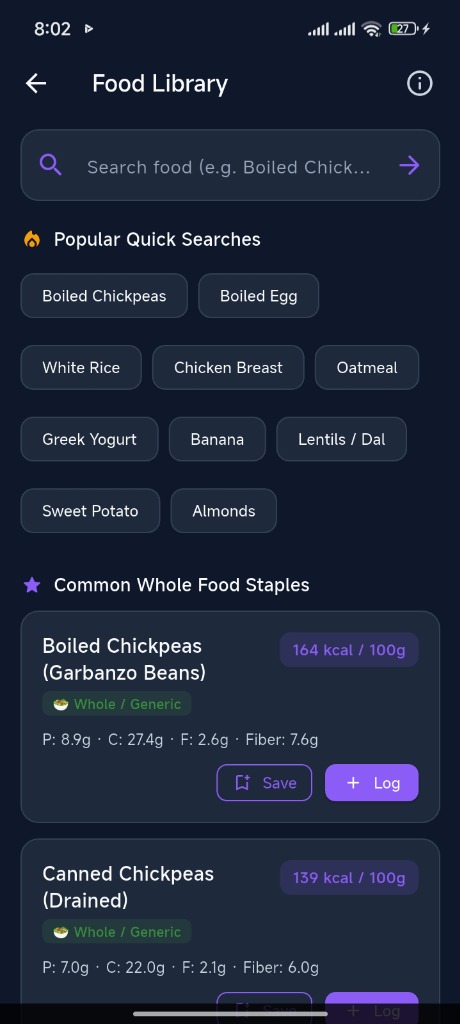 8:02
27
Food Library
Search food (e.g. Boiled Chick...
Popular Quick Searches
Boiled Chickpeas
Boiled Egg
White Rice
Chicken Breast
Oatmeal
Greek Yogurt
Banana
Lentils / Dal
Sweet Potato
Almonds
Common Whole Food Staples
Boiled Chickpeas
(Garbanzo Beans)
164 kcal / 100g
Whole / Generic
P: 8.9g · C: 27.4g · F: 2.6g · Fiber: 7.6g
Save
+ Log
Canned Chickpeas
(Drained)
139 kcal / 100g
Whole / Generic
P: 7.0g · C: 22.0g · F: 2.1g · Fiber: 6.0g
Save
+ Log